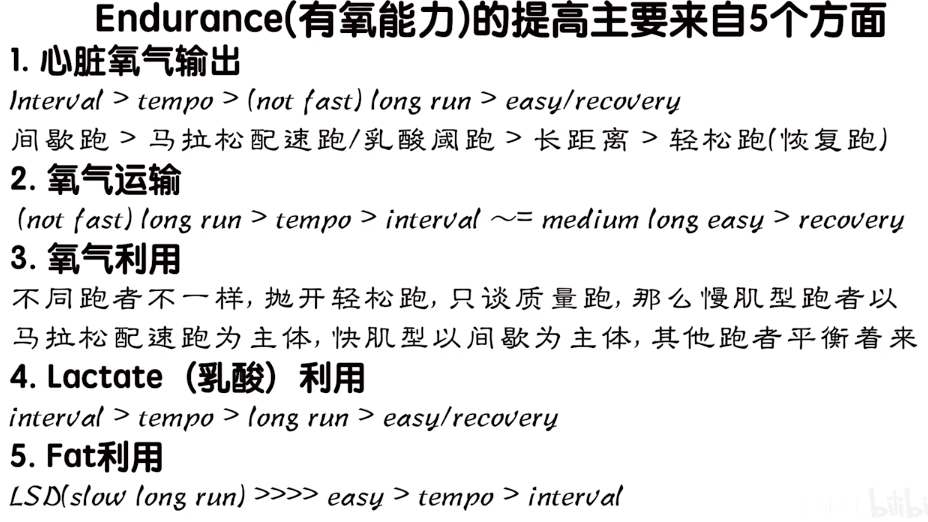 Endurance(有氧能力)的提高主要来自5个方面
1. 心脏氧气输出
Interval > tempo > (not fast) long run > easy/recovery
间歇跑 > 马拉松配速跑/乳酸阈跑 > 长距离 > 轻松跑(恢复跑)
2. 氧气运输
(not fast) long run > tempo > interval ～= medium long easy > recovery
3. 氧气利用
不同跑者不一样, 抛开轻松跑, 只谈质量跑, 那么慢肌型跑者以
马拉松配速跑为主体, 快肌型以间歇为主体, 其他跑者平衡着来
4. Lactate（乳酸）利用
interval > tempo > long run > easy/recovery
5. Fat利用
LSD(slow long run) >>>> easy > tempo > interval